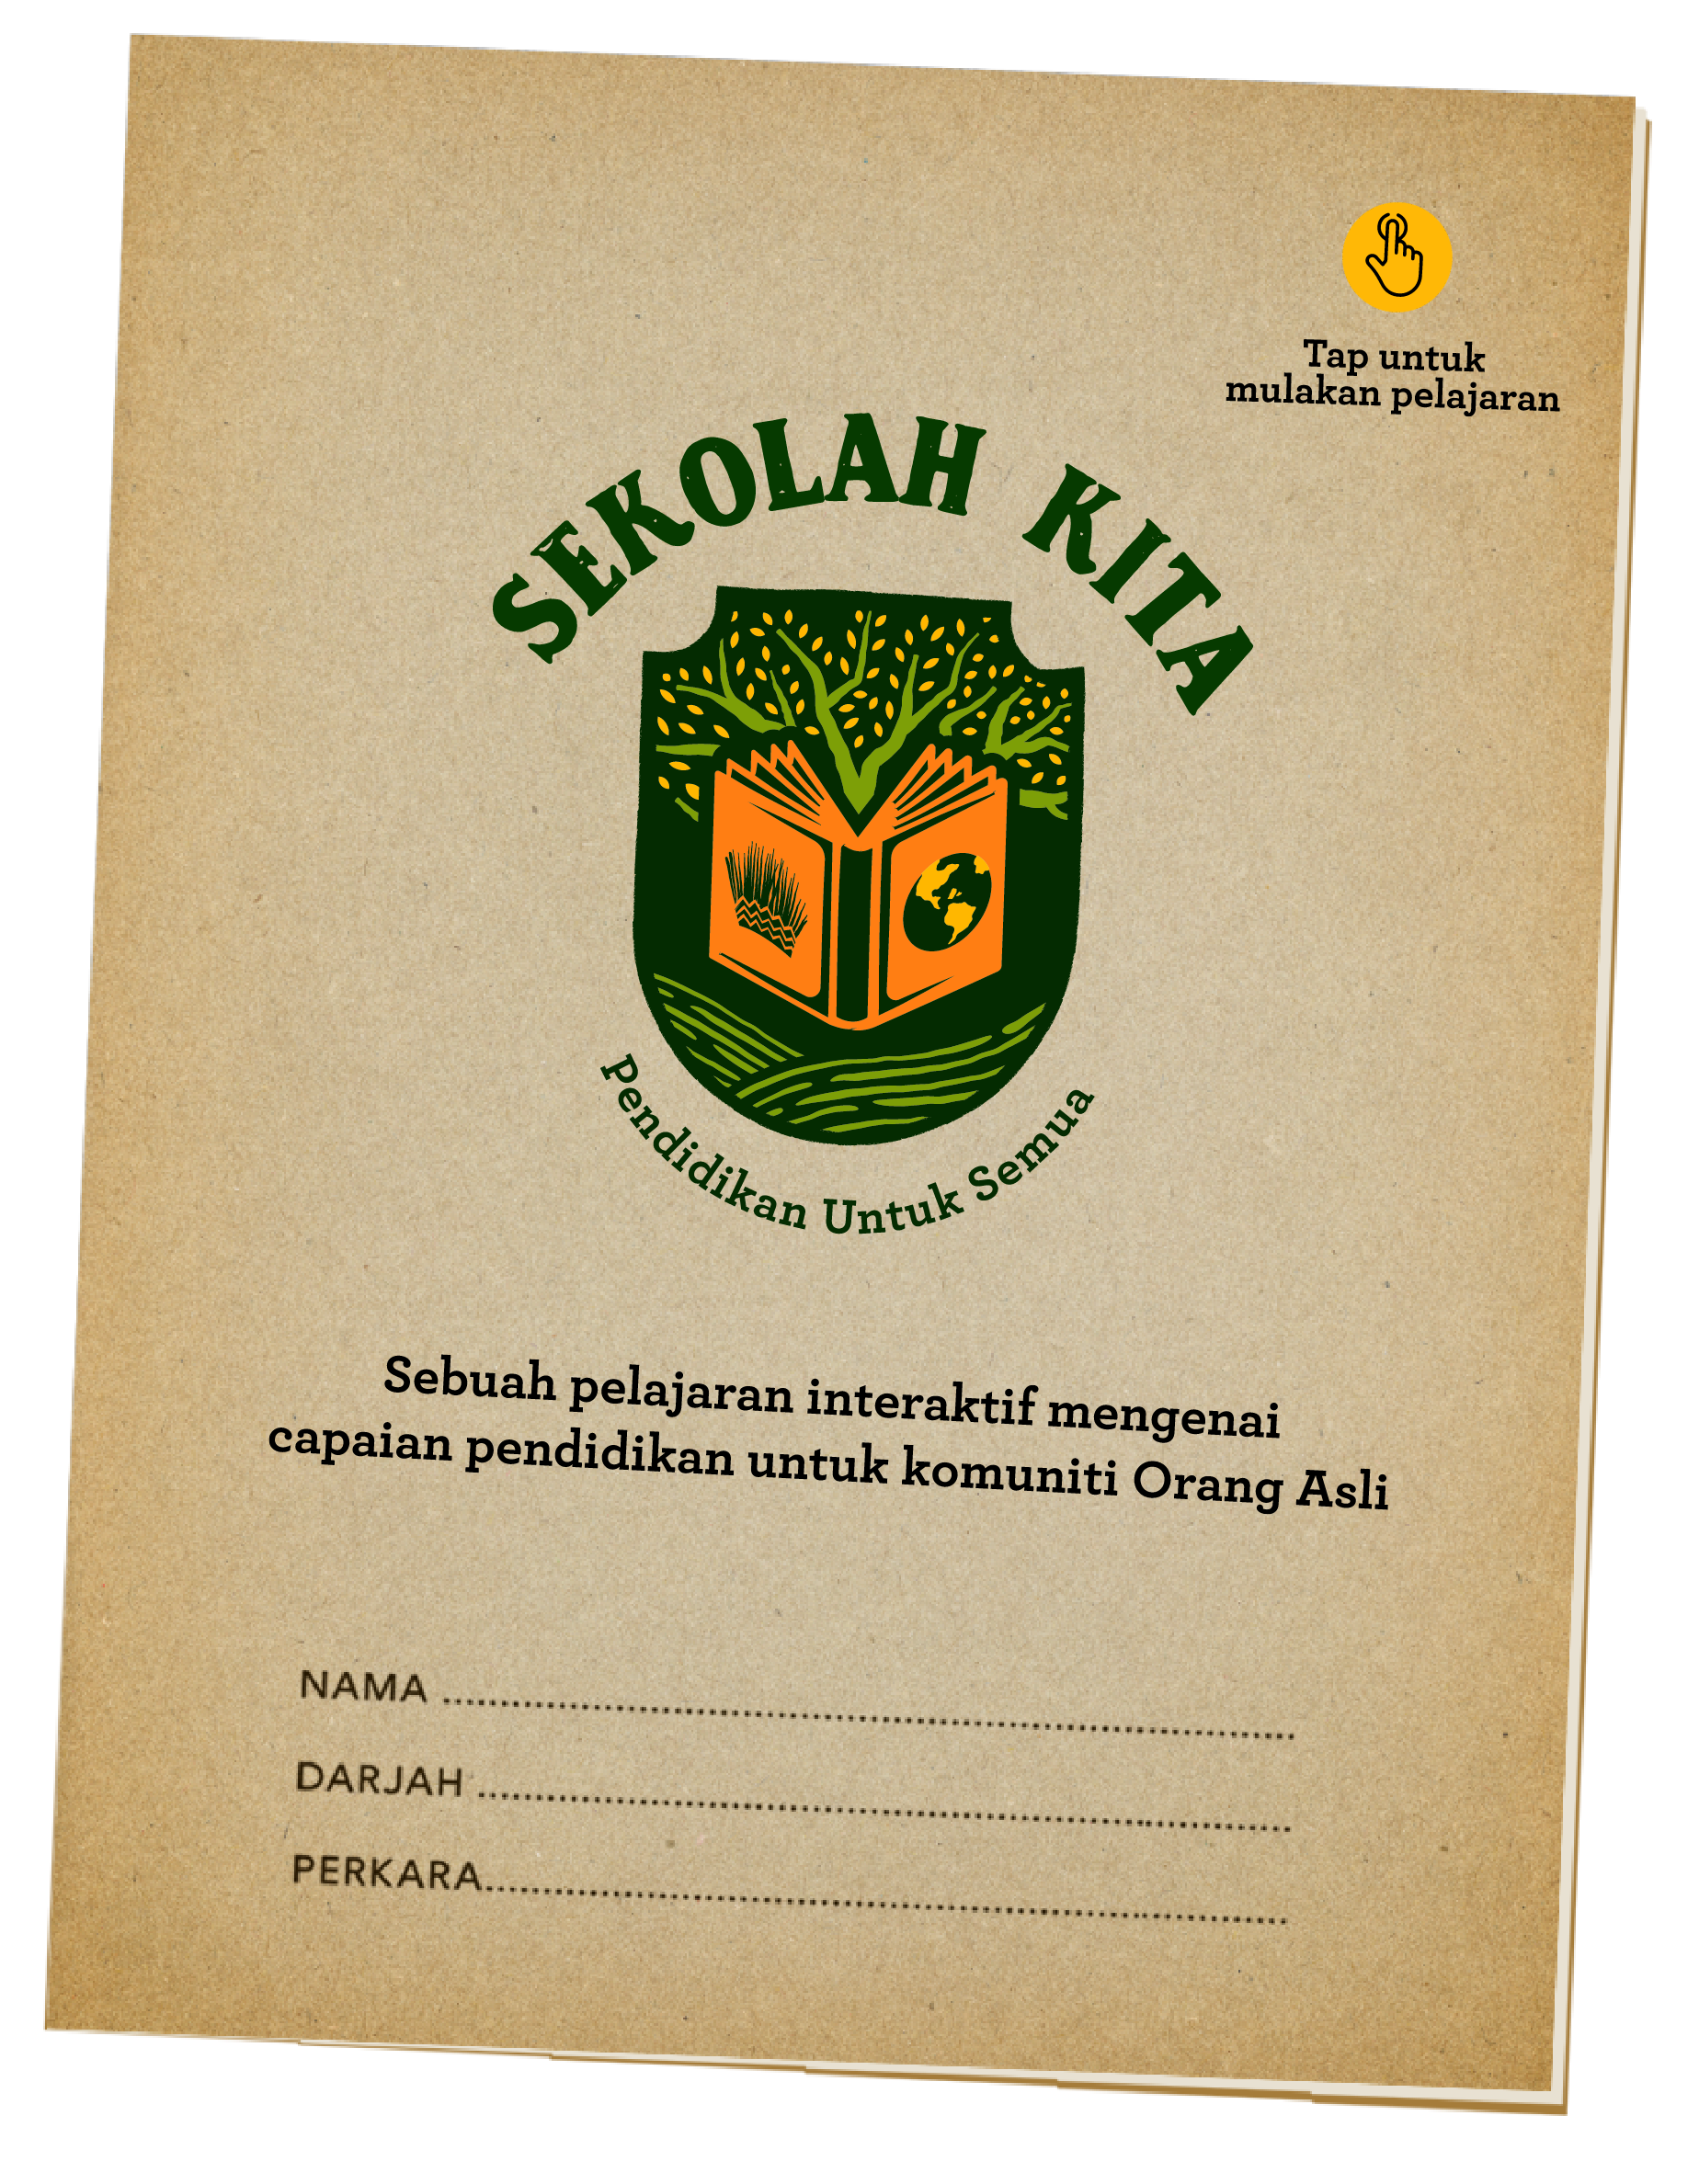 Tap untuk
mulakan pelajaran
SEKOLAH KITA
Pendidikan Untuk Semua
Sebuah pelajaran interaktif mengenai
capaian pendidikan untuk komuniti Orang Asli
NAMA
DARJAH
PERKARA